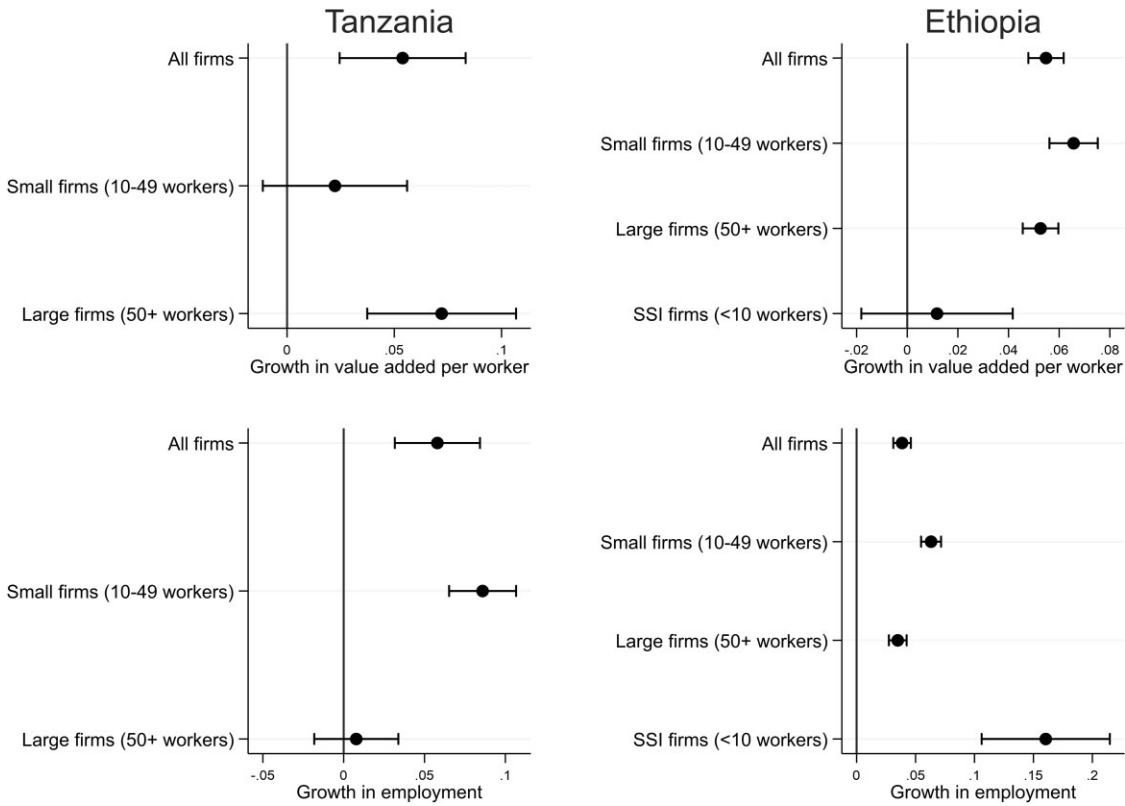 Tanzania
All firms
Small firms (10-49 workers)
Large firms (50+ workers)
0 .05 .1
Growth in value added per worker
Ethiopia
All firms
Small firms (10-49 workers)
Large firms (50+ workers)
SSI firms (<10 workers)
-.02 0 .02 .04 .06 .08
Growth in value added per worker
All firms
Small firms (10-49 workers)
Large firms (50+ workers)
-.05 0 .05 .1
Growth in employment
All firms
Small firms (10-49 workers)
Large firms (50+ workers)
SSI firms (<10 workers)
0 .05 .1 .15 .2
Growth in employment